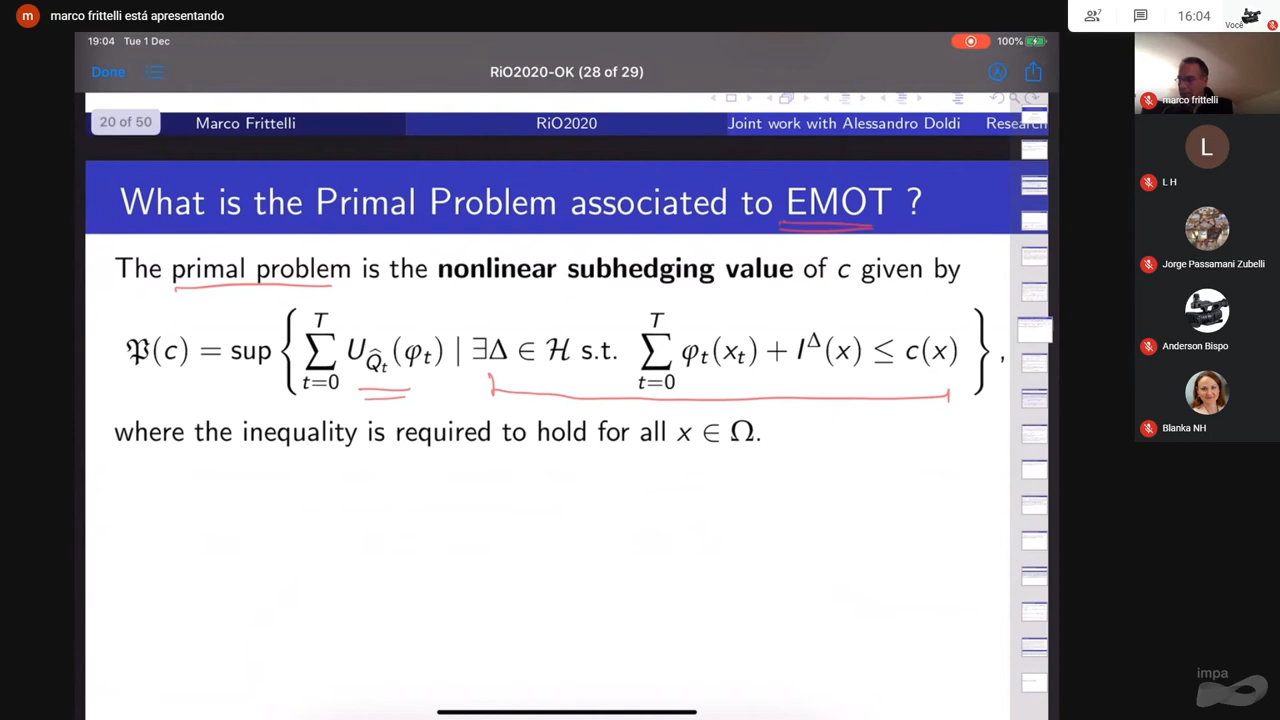 m marco frittelli está apresentando
7 16:04 Você
19:04 Tue 1 Dec 100%
Done RiO2020-OK (28 of 29)
20 of 50 Marco Frittelli RiO2020 Joint work with Alessandro Doldi Research
What is the Primal Problem associated to EMOT ?
The primal problem is the nonlinear subhedging value of c given by
𝔓(c) = sup { ∑_{t=0}^{T} U_{Q̂_t}(φ_t) | ∃Δ ∈ ℋ s.t. ∑_{t=0}^{T} φ_t(x_t) + I^Δ(x) ≤ c(x) } ,
where the inequality is required to hold for all x ∈ Ω.
marco frittelli
L
L H
Jorge Passamani Zubelli
Anderson Bispo
Blanka NH
impa